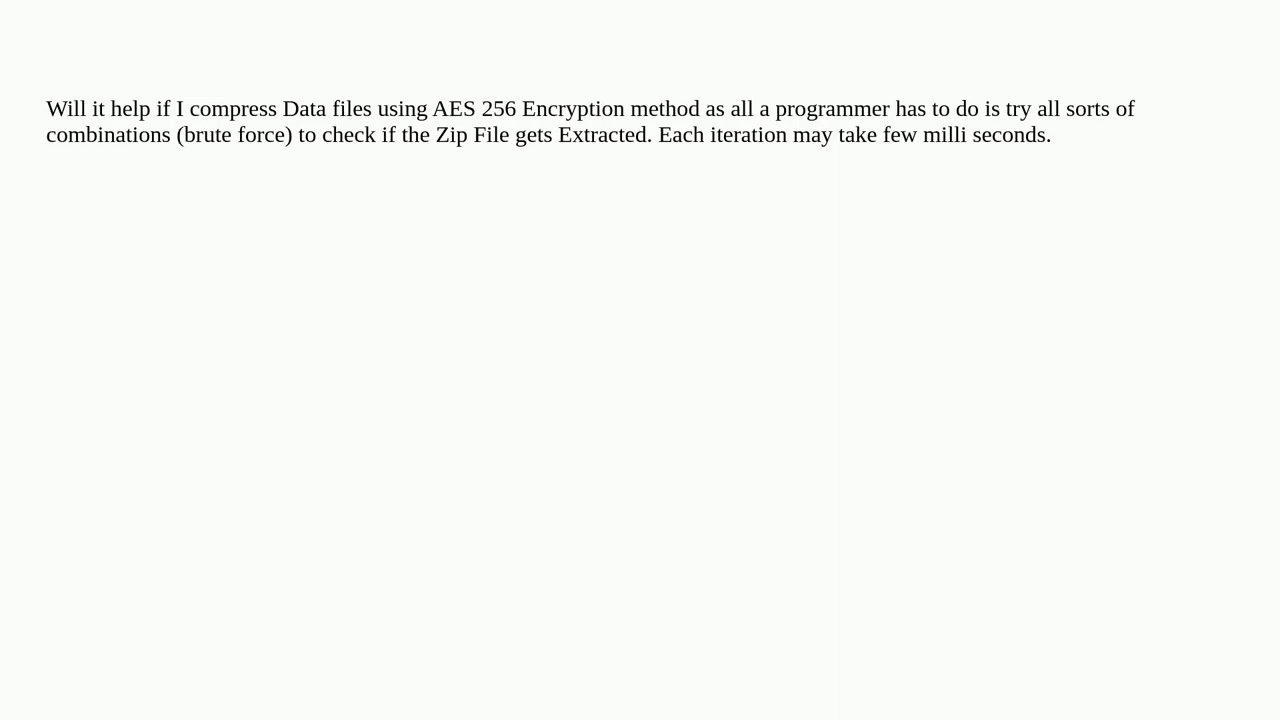 Will it help if I compress Data files using AES 256 Encryption method as all a programmer has to do is try all sorts of
combinations (brute force) to check if the Zip File gets Extracted. Each iteration may take few milli seconds.